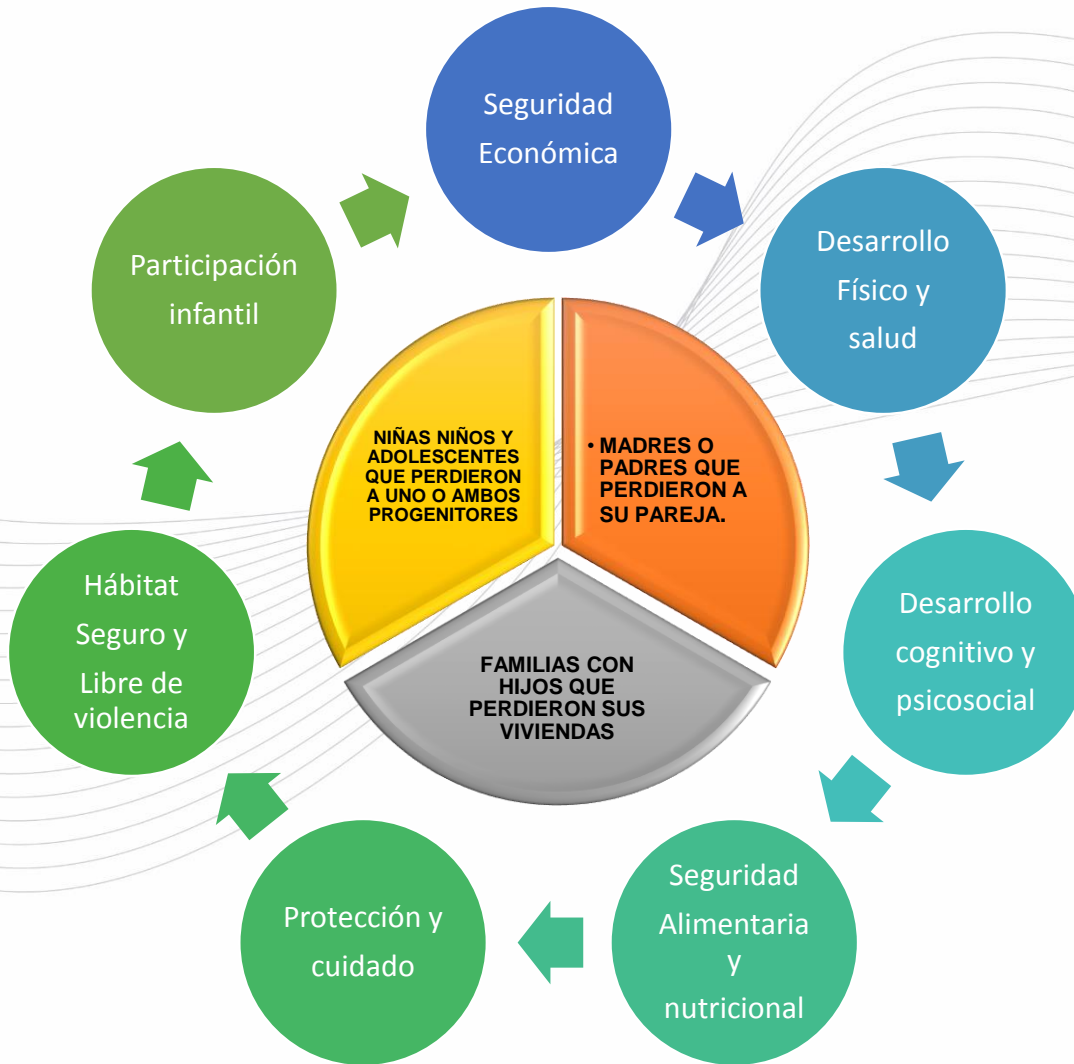 Seguridad
Económica
Desarrollo
Físico y
salud
Desarrollo
cognitivo y
psicosocial
Seguridad
Alimentaria
y
nutricional
Protección y
cuidado
Hábitat
Seguro y
Libre de
violencia
Participación
infantil
NIÑAS NIÑOS Y
ADOLESCENTES
QUE PERDIERON
A UNO O AMBOS
PROGENITORES
• MADRES O
PADRES QUE
PERDIERON A
SU PAREJA.
FAMILIAS CON
HIJOS QUE
PERDIERON SUS
VIVIENDAS